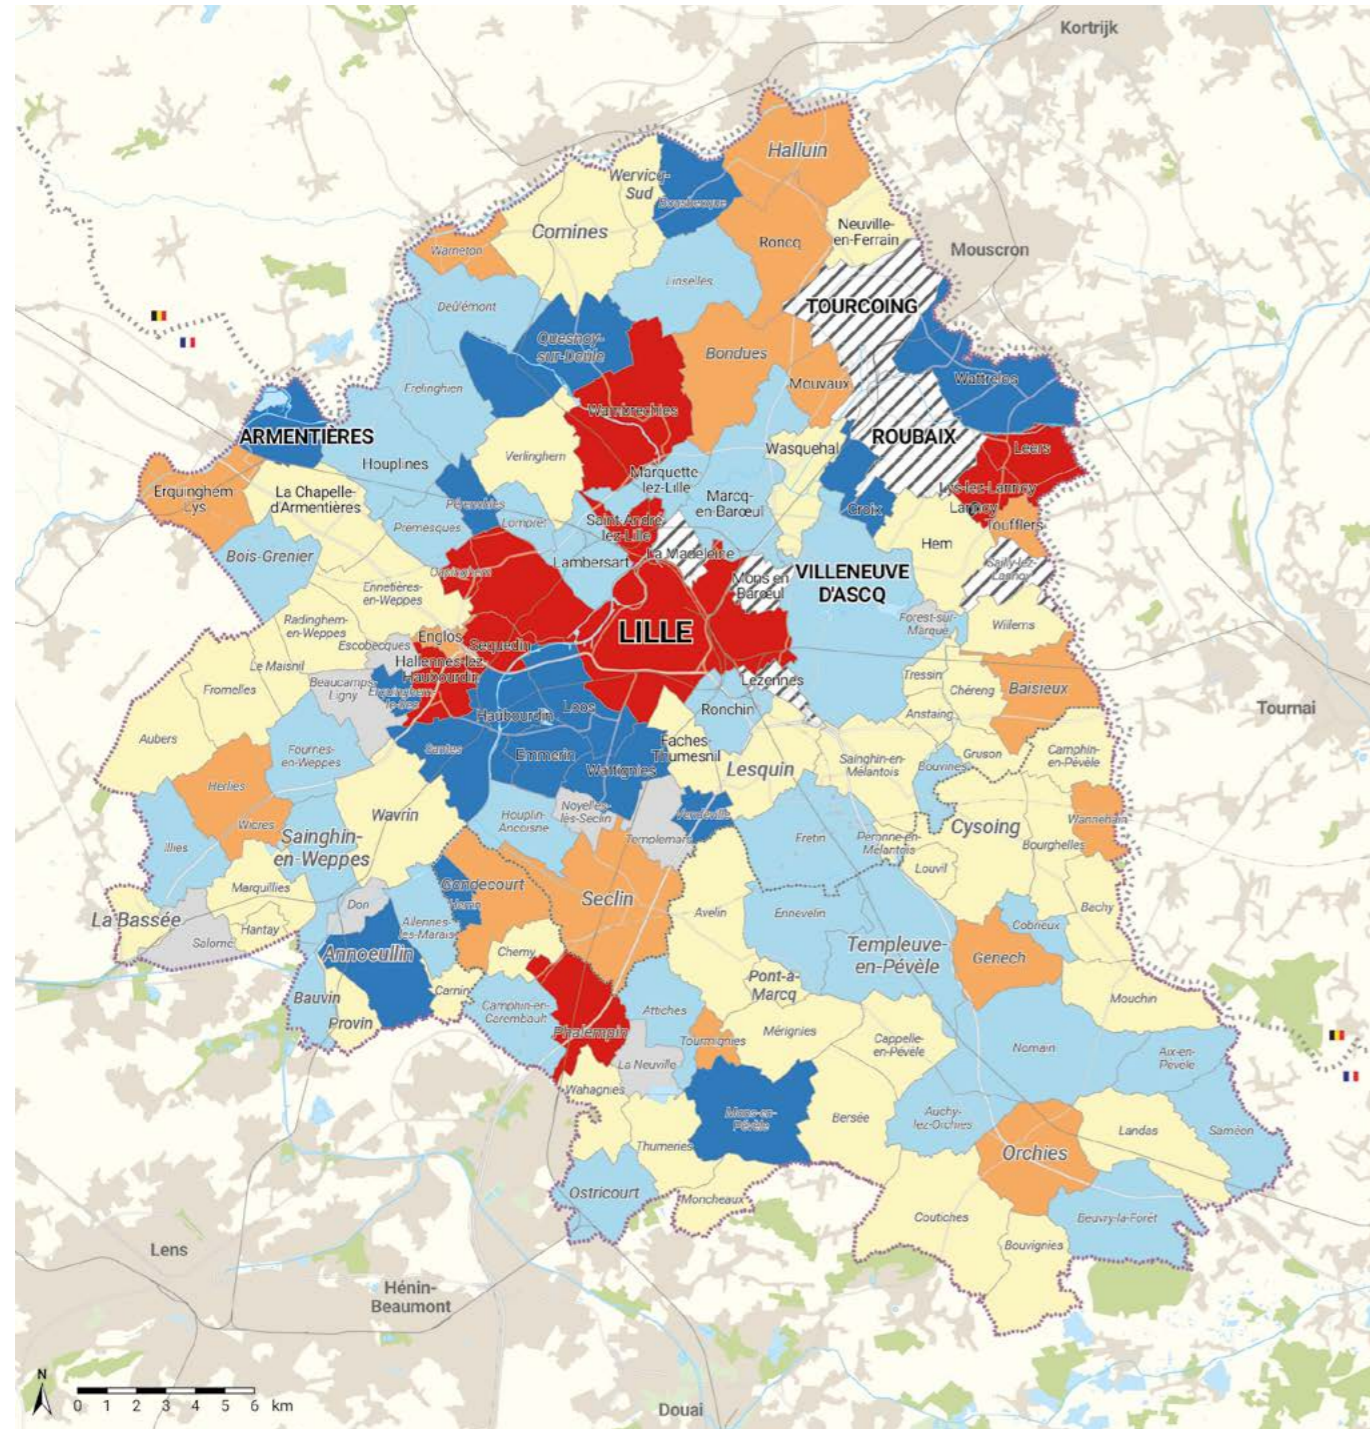 Kortrijk
Halluin
Wervicq-
Sud
Bousbecque
Comines
Neuville-
en-Ferrain
Roncq
Mouscron
Warneton
Linselles
TOURCOING
Deûlémont
Quesnoy-
sur-Deûle
Bondues
Mouvaux
Wattrelos
Frelinghien
Wambrechies
ARMENTIÈRES
ROUBAIX
Leers
Houplines
Verlinghem
Wasquehal
Marquette-
lez-Lille
Erquinghem
Lys
La Chapelle-
d'Armentières
Pérenchies
Marcq-
en-Barœul
Croix
Lys-lez-Lannoy
Lannoy
Toufflers
Prémesques
Lompret
Saint-André-
lez-Lille
Hem
Bois-Grenier
Lambersart
La Madeleine
Sailly-lez-
Lannoy
Capinghem
Mons en
Barœul
VILLENEUVE
D'ASCQ
Ennetières-
en-Weppes
Forest-sur-
Marque
Willems
Radinghem-
en-Weppes
Englos
LILLE
Escobecques
Sequedin
Le Maisnil
Hallennes-lez-
Haubourdin
Tressin
Chéreng
Baisieux
Fromelles
Beaucamps-
Ligny
Erquinghem-
le-Sec
Lezennes
Tournai
Haubourdin
Loos
Ronchin
Anstaing
Aubers
Fournes-
en-Weppes
Santes
Emmerin
Faches-
Thumesnil
Gruson
Camphin-
en-Pévèle
Wattignies
Lesquin
Sainghin-en-
Mélantois
Bouvines
Herlies
Wavrin
Houplin-
Ancoisne
Noyelles-
lès-Seclin
Vendeville
Wicres
Sainghin-
en-Weppes
Templemars
Fretin
Péronne-en-
Mélantois
Cysoing
Wannehain
Bourghelles
Illies
Louvil
Marquillies
Gondecourt
Seclin
La Bassée
Don
Herrin
Avelin
Ennevelin
Bachy
Salomé
Hantay
Allennes-
les-Marais
Cobrieux
Annoeullin
Chemy
Templeuve-
en-Pévèle
Genech
Pont-à-
Marcq
Bauvin
Carnin
Camphin-en-
Carembault
Attiches
Mouchin
Provin
Phalempin
Tourmignies
Mérignies
Cappelle-
en-Pévèle
Nomain
Aix-en-
Pévèle
La Neuville
Wahagnies
Mons-en-
Pévèle
Bersée
Auchy-
lez-Orchies
Landas
Saméon
Thumeries
Orchies
Ostricourt
Moncheaux
Coutiches
Beuvry-la-Forêt
Bouvignies
Lens
Hénin-
Beaumont
Douai
N
0 1 2 3 4 5 6 km